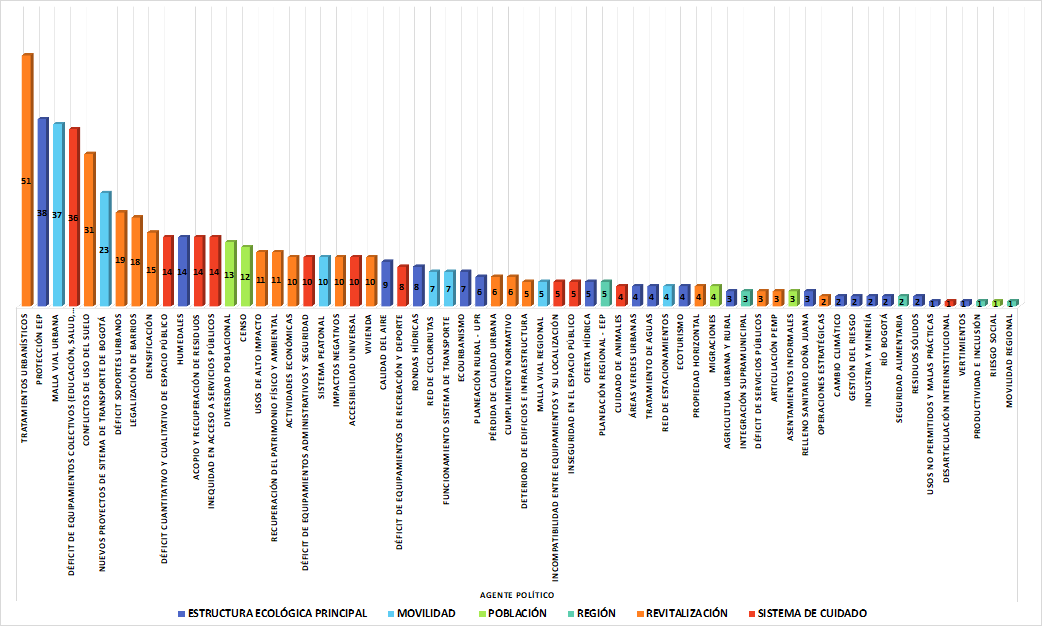 51
38
37
36
31
23
19
18
15
14
14
14
14
13
12
11
11
10
10
10
10
10
10
9
8
8
7
7
7
6
6
6
5
5
5
5
5
5
4
4
4
4
4
4
4
3
3
3
3
3
3
2
2
2
2
2
2
2
1
1
1
1
1
1
TRATAMIENTOS URBANÍSTICOS
PROTECCIÓN EEP
MALLA VIAL URBANA
DÉFICIT DE EQUIPAMIENTOS COLECTIVOS (EDUCACIÓN, SALUD,...
CONFLICTOS DE USO DEL SUELO
NUEVOS PROYECTOS DE SITEMA DE TRANSPORTE DE BOGOTÁ
DÉFICIT SOPORTES URBANOS
LEGALIZACIÓN DE BARRIOS
DENSIFICACIÓN
DÉFICIT CUANTITATIVO Y CUALITATIVO DE ESPACIO PÚBLICO
HUMEDALES
ACOPIO Y RECUPERACIÓN DE RESIDUOS
INEQUIDAD EN ACCESO A SERVICIOS PÚBLICOS
DIVERSIDAD POBLACIONAL
CENSO
USOS DE ALTO IMPACTO
RECUPERACIÓN DEL PATRIMONIO FÍSICO Y AMBIENTAL
ACTIVIDADES ECONÓMICAS
DÉFICIT DE EQUIPAMIENTOS ADMINISTRATIVOS Y SEGURIDAD
SISTEMA PEATONAL
IMPACTOS NEGATIVOS
ACCESIBILIDAD UNIVERSAL
VIVIENDA
CALIDAD DEL AIRE
DÉFICIT DE EQUIPAMIENTOS DE RECREACIÓN Y DEPORTE
RONDAS HÍDRICAS
RED DE CICLORRUTAS
FUNCIONAMIENTO SISTEMA DE TRANSPORTE
ECOURBANISMO
PLANEACIÓN RURAL - UPR
PÉRDIDA DE CALIDAD URBANA
CUMPLIMIENTO NORMATIVO
DETERIORO DE EDIFICIOS E INFRAESTRUCTURA
MALLA VIAL REGIONAL
INCOMPATIBILIDAD ENTRE EQUIPAMIENTOS Y SU LOCALIZACIÓN
INSEGURIDAD EN EL ESPACIO PÚBLICO
OFERTA HÍDRICA
PLANEACIÓN REGIONAL - EEP
CUIDADO DE ANIMALES
ÁREAS VERDES URBANAS
TRATAMIENTO DE AGUAS
RED DE ESTACIONAMIENTOS
ECOTURISMO
PROPIEDAD HORIZONTAL
MIGRACIONES
AGRICULTURA URBANA Y RURAL
INTEGRACIÓN SUPRAMUNICIPAL
DÉFICIT DE SERVICIOS PÚBLICOS
ARTICULACIÓN PEMP
ASENTAMIENTOS INFORMALES
RELLENO SANITARIO DOÑA JUANA
OPERACIONES ESTRATÉGICAS
CAMBIO CLIMÁTICO
GESTIÓN DEL RIESGO
INDUSTRIA Y MINERÍA
RÍO BOGOTÁ
SEGURIDAD ALIMENTARIA
RESIDUOS SÓLIDOS
USOS NO PERMITIDOS Y MALAS PRÁCTICAS
DESARTICULACIÓN INTERINSTITUCIONAL
VERTIMIENTOS
PRODUCTIVIDAD E INCLUSIÓN
RIESGO SOCIAL
MOVILIDAD REGIONAL
AGENTE POLÍTICO
ESTRUCTURA ECOLÓGICA PRINCIPAL MOVILIDAD POBLACIÓN REGIÓN REVITALIZACIÓN SISTEMA DE CUIDADO